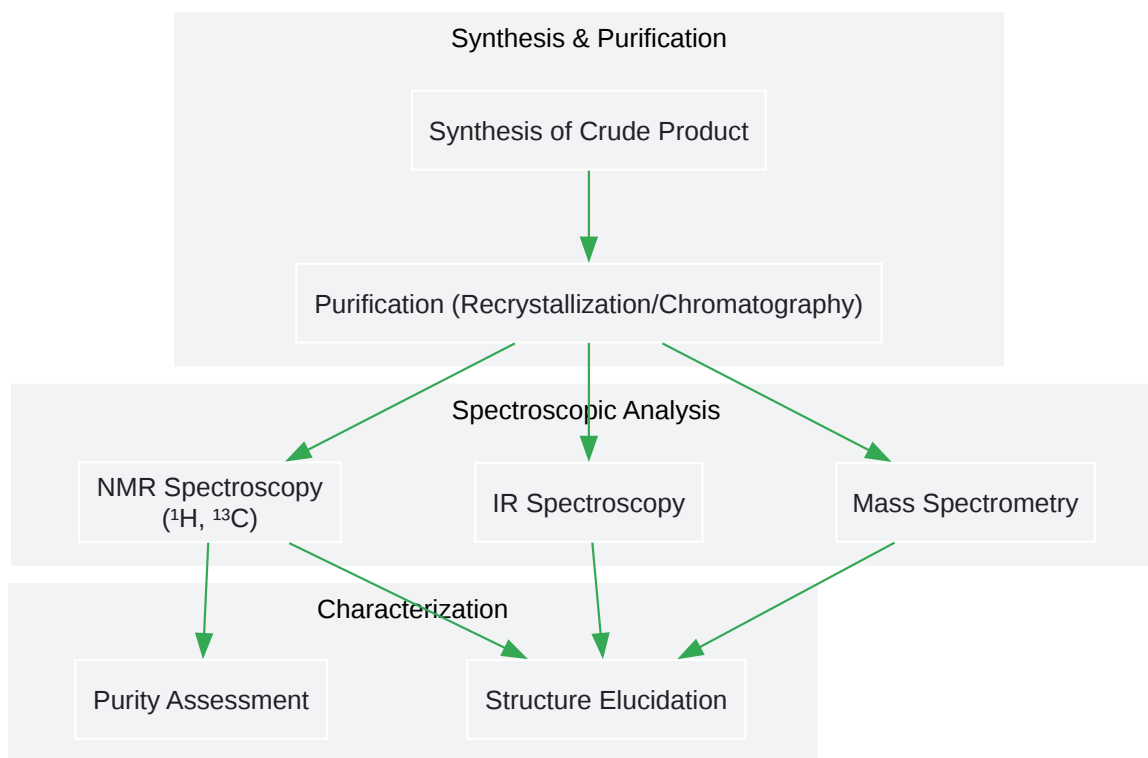 Synthesis & Purification
Synthesis of Crude Product
Purification (Recrystallization/Chromatography)
Spectroscopic Analysis
NMR Spectroscopy
(¹H, ¹³C)
IR Spectroscopy
Mass Spectrometry
Characterization
Purity Assessment
Structure Elucidation